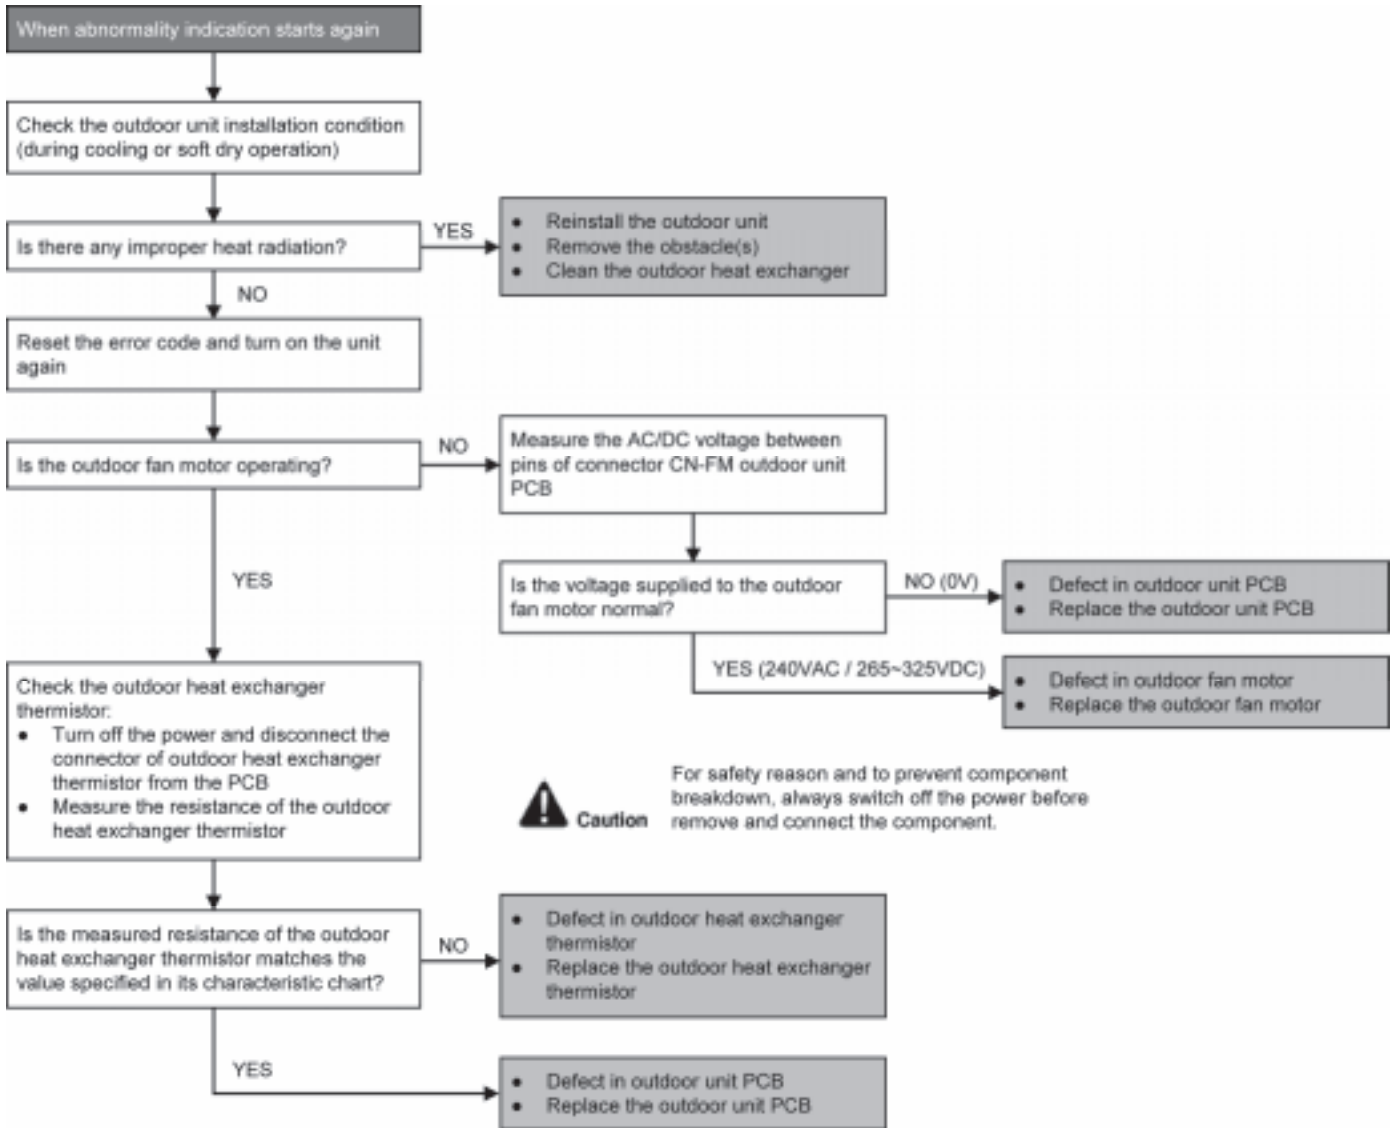 When abnormality indication starts again
Check the outdoor unit installation condition
(during cooling or soft dry operation)
Is there any improper heat radiation?
YES
● Reinstall the outdoor unit
● Remove the obstacle(s)
● Clean the outdoor heat exchanger
NO
Reset the error code and turn on the unit
again
Is the outdoor fan motor operating?
NO
Measure the AC/DC voltage between
pins of connector CN-FM outdoor unit
PCB
YES
Is the voltage supplied to the outdoor
fan motor normal?
NO (0V)
● Defect in outdoor unit PCB
● Replace the outdoor unit PCB
YES (240VAC / 265~325VDC)
● Defect in outdoor fan motor
● Replace the outdoor fan motor
Check the outdoor heat exchanger
thermistor:
● Turn off the power and disconnect the
connector of outdoor heat exchanger
thermistor from the PCB
● Measure the resistance of the outdoor
heat exchanger thermistor
Caution
For safety reason and to prevent component
breakdown, always switch off the power before
remove and connect the component.
Is the measured resistance of the outdoor
heat exchanger thermistor matches the
value specified in its characteristic chart?
NO
● Defect in outdoor heat exchanger
thermistor
● Replace the outdoor heat exchanger
thermistor
YES
● Defect in outdoor unit PCB
● Replace the outdoor unit PCB